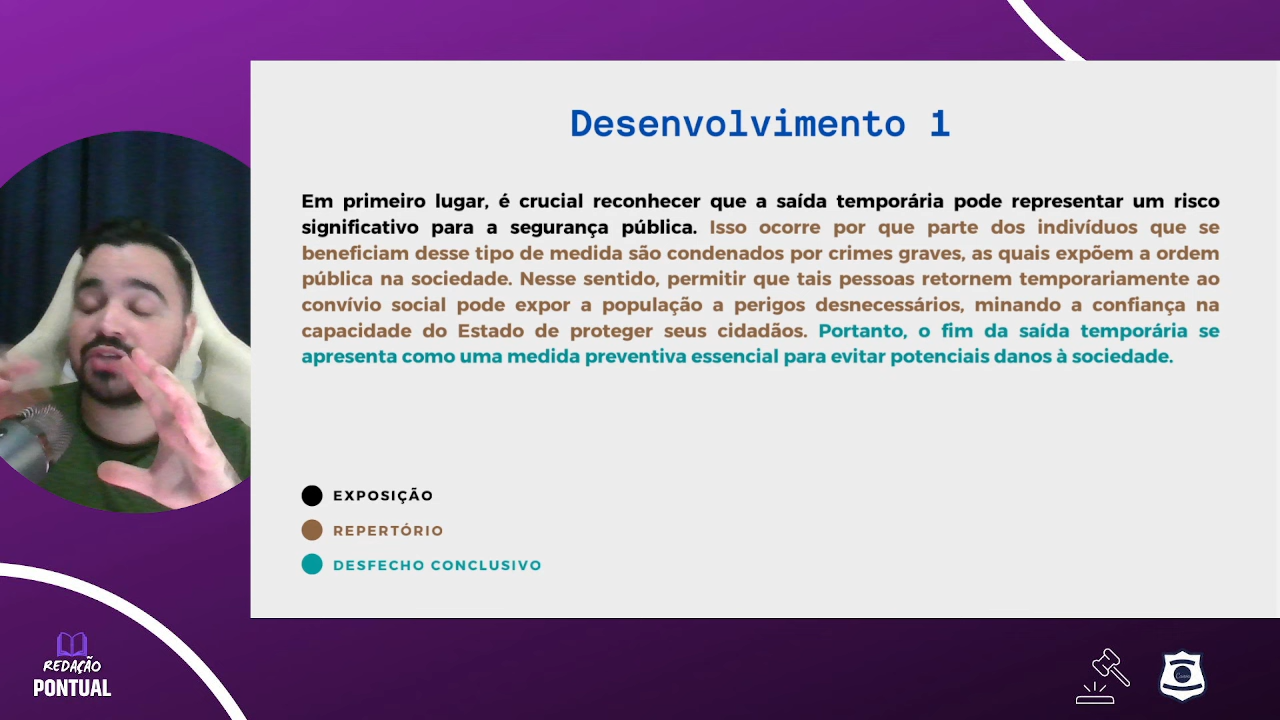 Desenvolvimento 1
Em primeiro lugar, é crucial reconhecer que a saída temporária pode representar um risco
significativo para a segurança pública. Isso ocorre por que parte dos indivíduos que se
beneficiam desse tipo de medida são condenados por crimes graves, as quais expõem a ordem
pública na sociedade. Nesse sentido, permitir que tais pessoas retornem temporariamente ao
convívio social pode expor a população a perigos desnecessários, minando a confiança na
capacidade do Estado de proteger seus cidadãos. Portanto, o fim da saída temporária se
apresenta como uma medida preventiva essencial para evitar potenciais danos à sociedade.
EXPOSIÇÃO
REPERTÓRIO
DESFECHO CONCLUSIVO
REDAÇÃO
PONTUAL